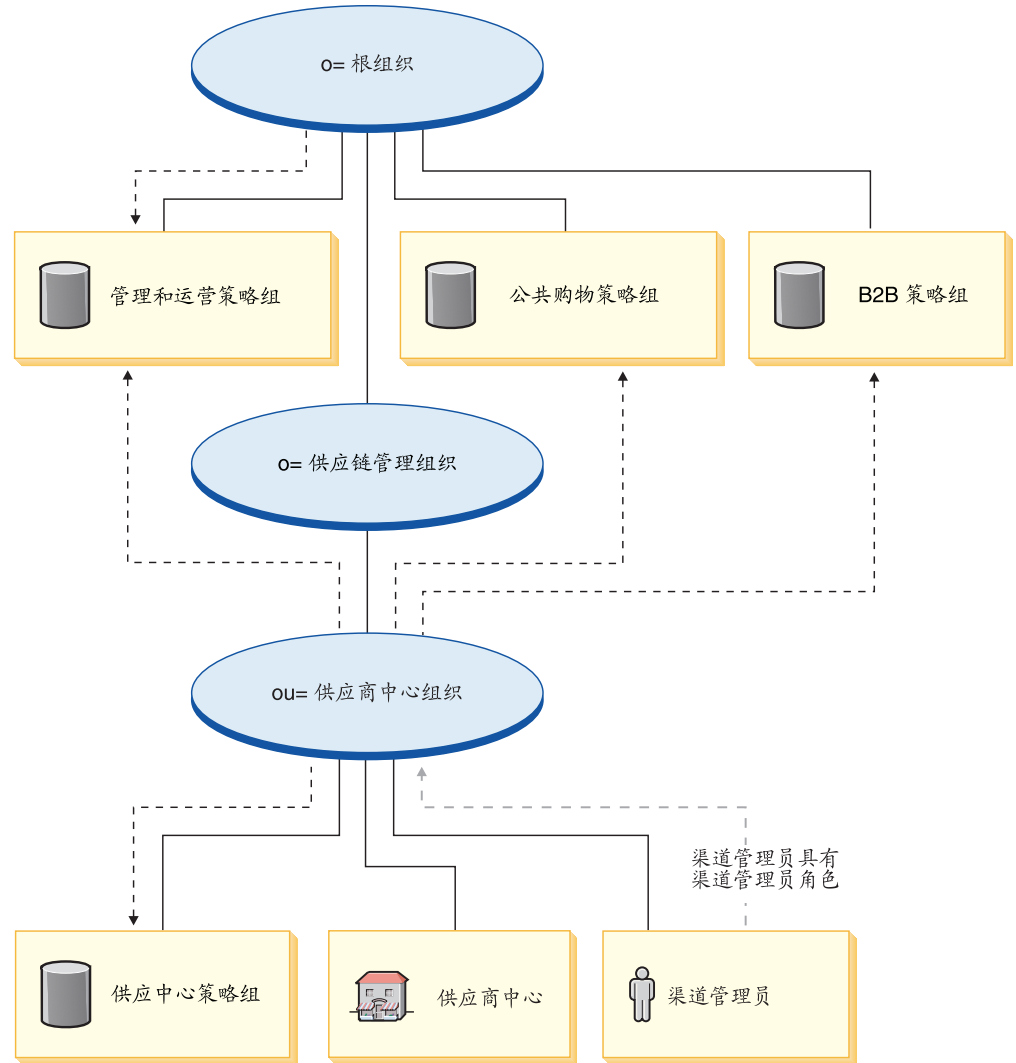 o= 根组织
管理和运营策略组
公共购物策略组
B2B 策略组
o= 供应链管理组织
ou= 供应商中心组织
渠道管理员具有
渠道管理员角色
供应中心策略组
供应商中心
渠道管理员